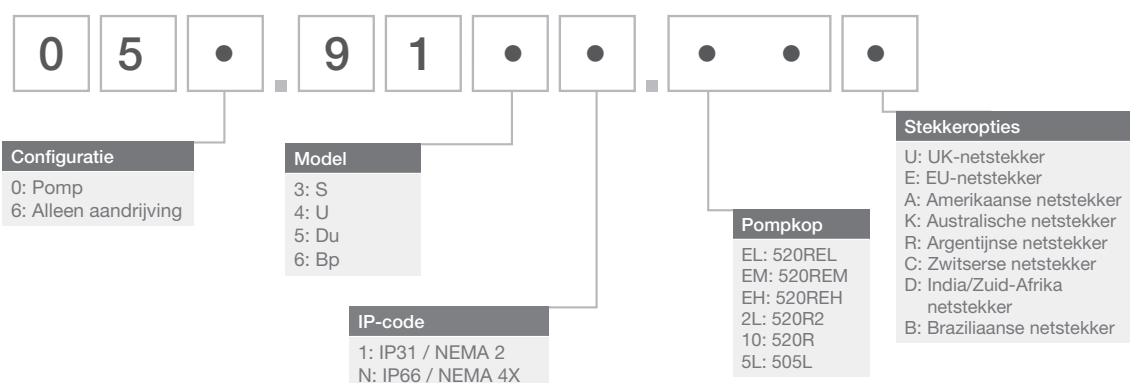 0 5 • . 9 1 • • . • • •
Configuratie
0: Pomp
6: Alleen aandrijving
Model
3: S
4: U
5: Du
6: Bp
IP-code
1: IP31 / NEMA 2
N: IP66 / NEMA 4X
Pompkop
EL: 520REL
EM: 520REM
EH: 520REH
2L: 520R2
10: 520R
5L: 505L
Stekkeropties
U: UK-netstekker
E: EU-netstekker
A: Amerikaanse netstekker
K: Australische netstekker
R: Argentijnse netstekker
C: Zwitserse netstekker
D: India/Zuid-Afrika
netstekker
B: Braziliaanse netstekker